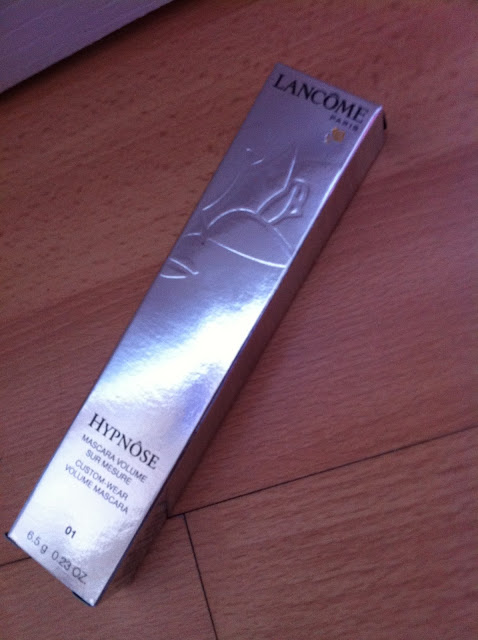 LANCÔME
PARIS
HYPNÔSE
MASCARA VOLUME
SUR MESURE
CUSTOM-WEAR
VOLUME MASCARA
01
6.5 g 0.23 OZ.